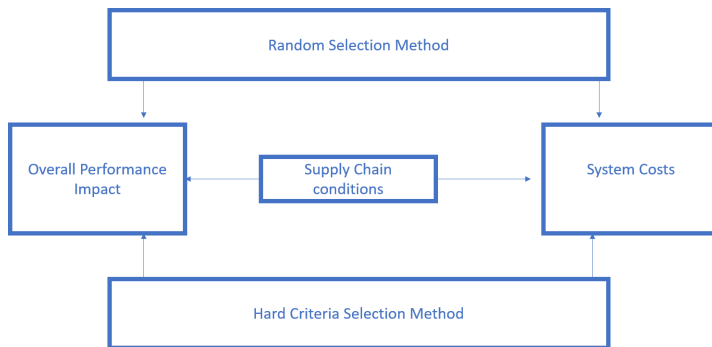 Random Selection Method
Overall Performance
Impact
Supply Chain
conditions
System Costs
Hard Criteria Selection Method